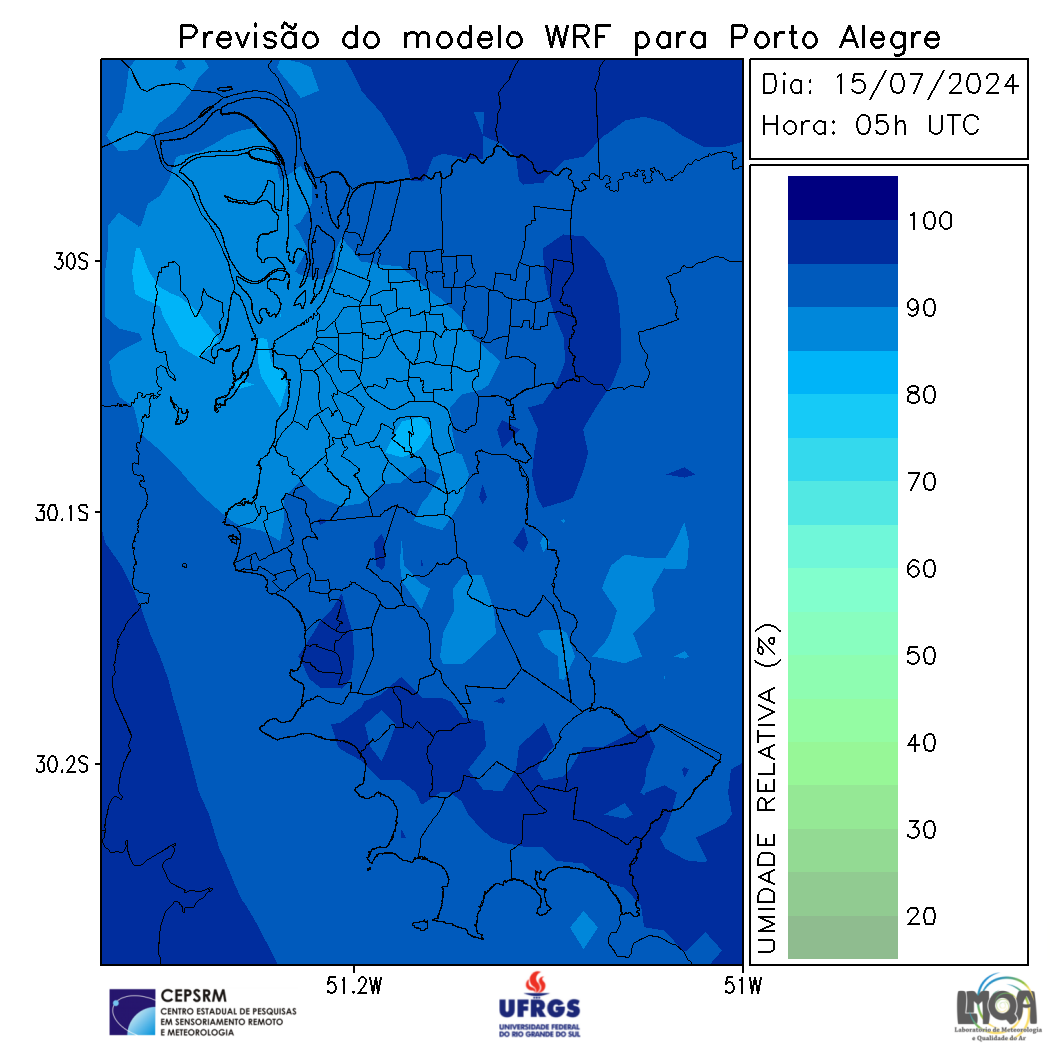 Previsão do modelo WRF para Porto Alegre
Dia: 15/07/2024
Hora: 05h UTC
30S
30.1S
30.2S
51.2W
51W
100
90
80
70
60
50
40
30
20
UMIDADE RELATIVA (%)
CEPSRM
CENTRO ESTADUAL DE PESQUISAS
EM SENSORIAMENTO REMOTO
E METEOROLOGIA
UFRGS
UNIVERSIDADE FEDERAL
DO RIO GRANDE DO SUL
LMQA
Laboratório de Meteorologia
e Qualidade do Ar